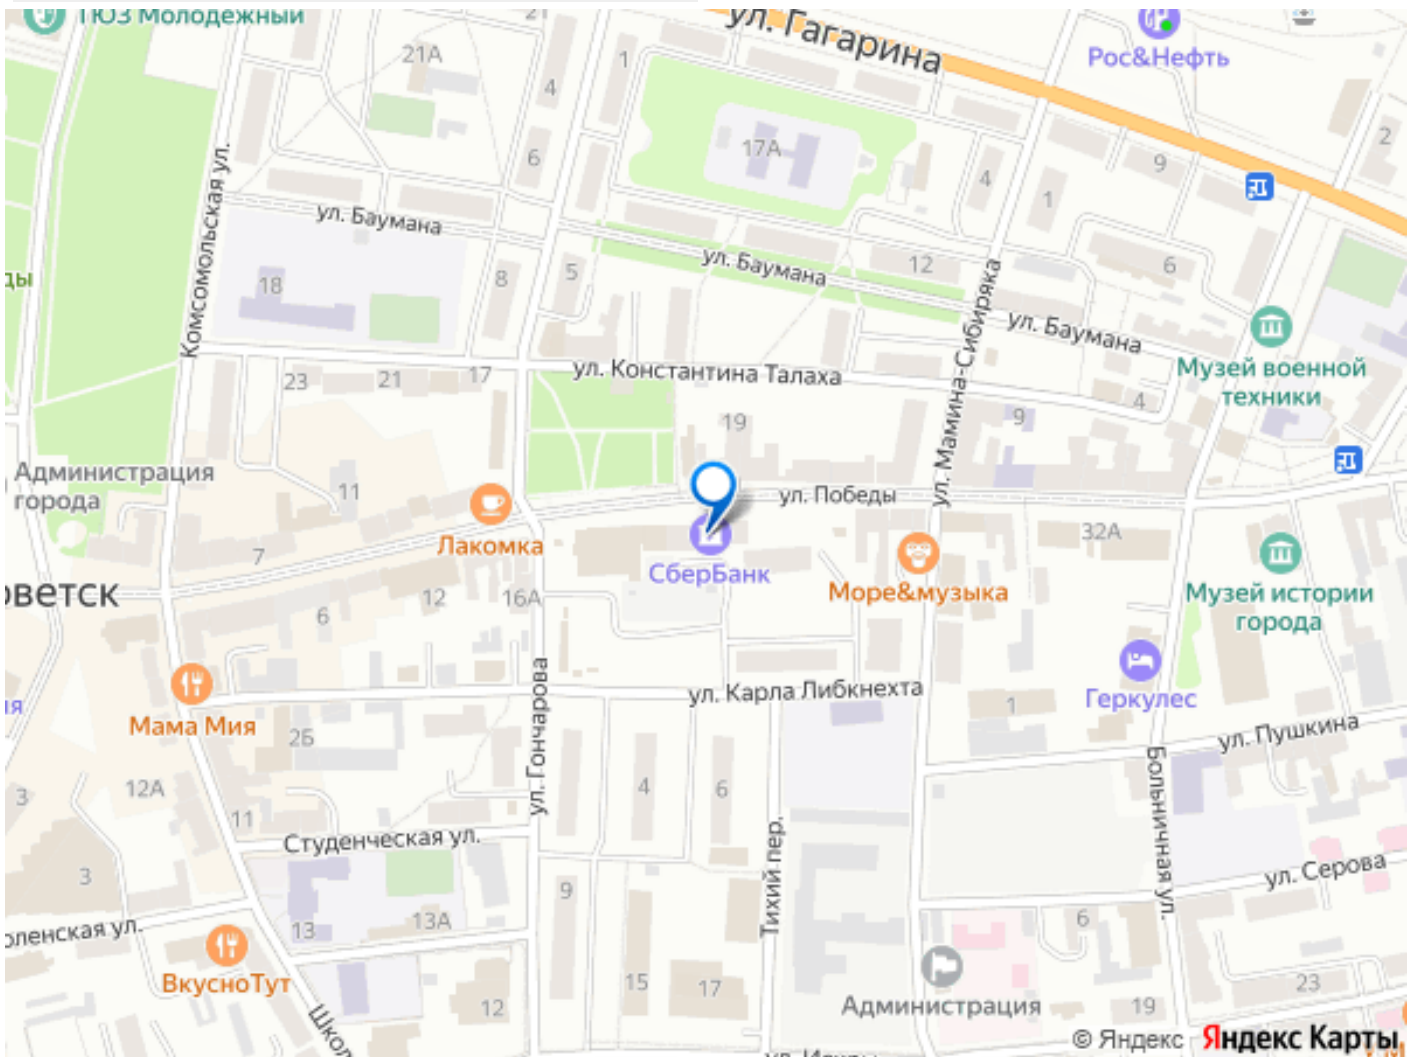 ТЮЗ Молодежный
21
ул. Гагарина
Рос&Нефть
21А
1
4
6
17А
4
1
9
2
Комсомольская ул.
ул. Баумана
ул. Баумана
ул. Баумана
18
8
5
12
6
ды
ул. Мамина-Сибиряка
Музей военной
техники
23
21
17
ул. Константина Талаха
4
9
19
Администрация
города
11
7
Лакомка
ул. Победы
СберБанк
32А
Море&музыка
Музей истории
города
оветск
6
12
16А
Мама Мия
ул. Гончарова
ул. Карла Либкнехта
Геркулес
1
ул. Пушкина
2Б
12А
3
11
4
6
Студенческая ул.
Больничная ул.
Тихий пер.
3
ул. Серова
9
13А
13
6
оленская ул.
ВкусноТут
15
17
12
Администрация
19
23
Школ
© Яндекс
Яндекс Карты